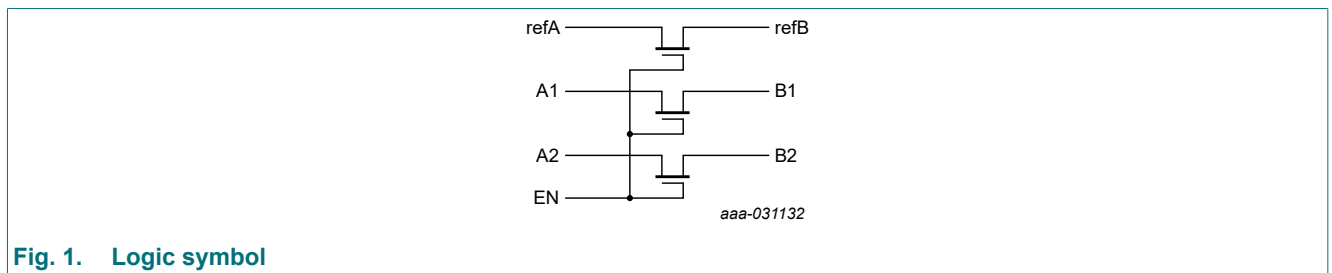 refA refB
A1 B1
A2 B2
EN
aaa-031132
Fig. 1. Logic symbol